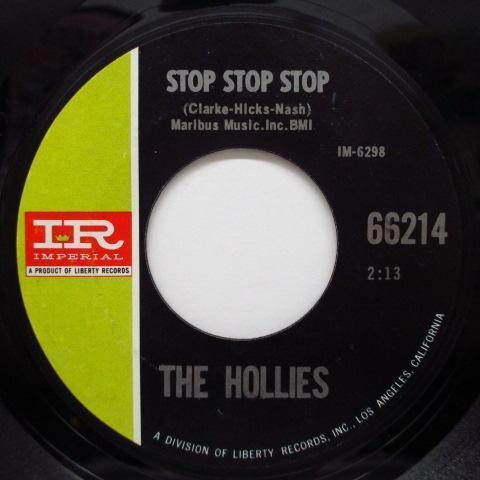 STOP STOP STOP
(Clarke-Hicks-Nash)
Maribus Music.Inc.BMI
IM-6298
66214
2:13
IR
IMPERIAL
A PRODUCT OF LIBERTY RECORDS
THE HOLLIES
A DIVISION OF LIBERTY RECORDS, INC., LOS ANGELES, CALIFORNIA